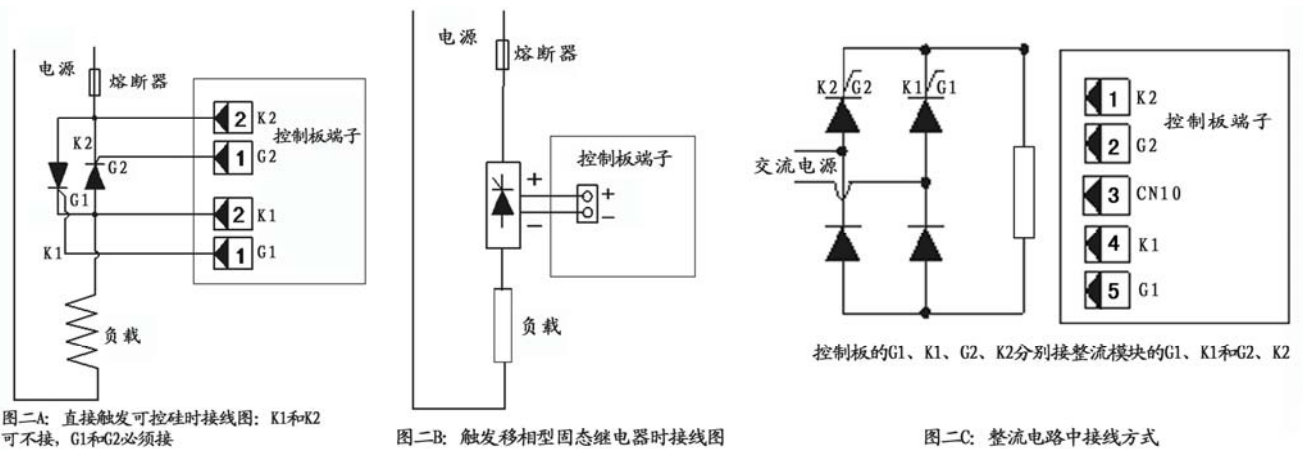 电源
熔断器
2 K2
控制板端子
K2
1 G2
G2
G1
2 K1
K1
1 G1
负载
图二A：直接触发可控硅时接线图：K1和K2
可不接，G1和G2必须接
电源
熔断器
控制板端子
+
+
−
−
负载
图二B：触发移相型固态继电器时接线图
K2 G2
K1 G1
交流电源
1 K2
控制板端子
2 G2
3 CN10
4 K1
5 G1
控制板的G1、K1、G2、K2分别接整流模块的G1、K1和G2、K2
图二C：整流电路中接线方式